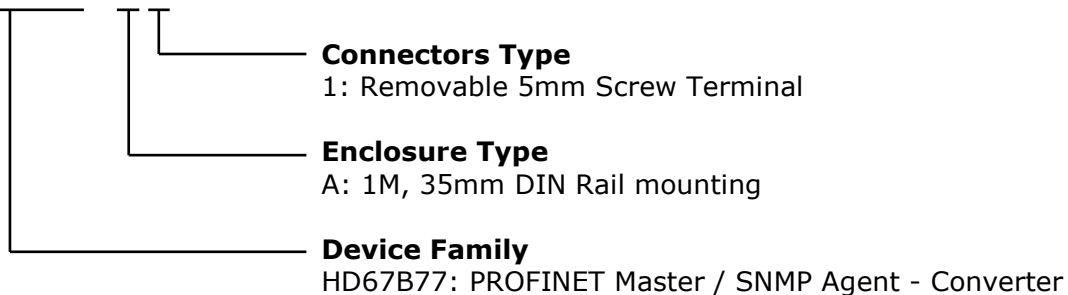 Connectors Type
1: Removable 5mm Screw Terminal
Enclosure Type
A: 1M, 35mm DIN Rail mounting
Device Family
HD67B77: PROFINET Master / SNMP Agent - Converter